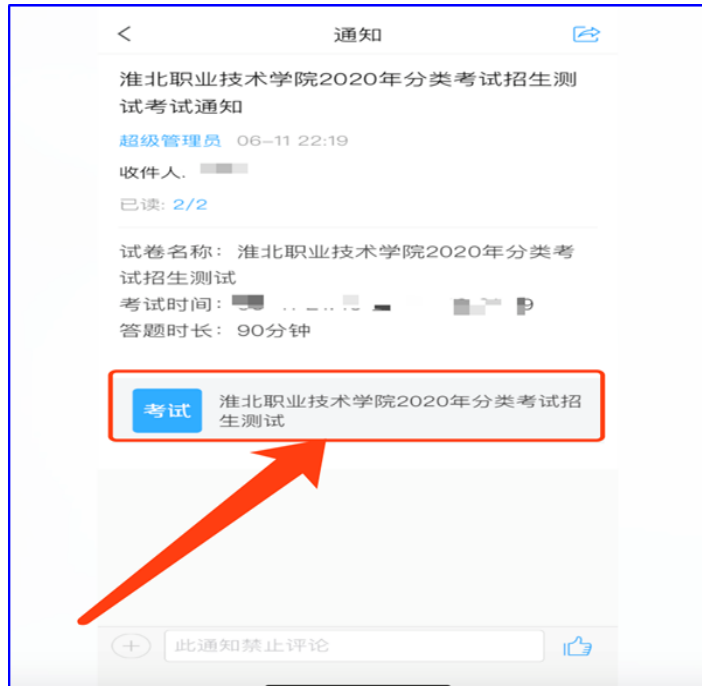 通知
淮北职业技术学院2020年分类考试招生测
试考试通知
超级管理员 06-11 22:19
收件人.
已读: 2/2
试卷名称：淮北职业技术学院2020年分类考
试招生测试
考试时间：
答题时长：90分钟
考试 淮北职业技术学院2020年分类考试招
生测试
此通知禁止评论